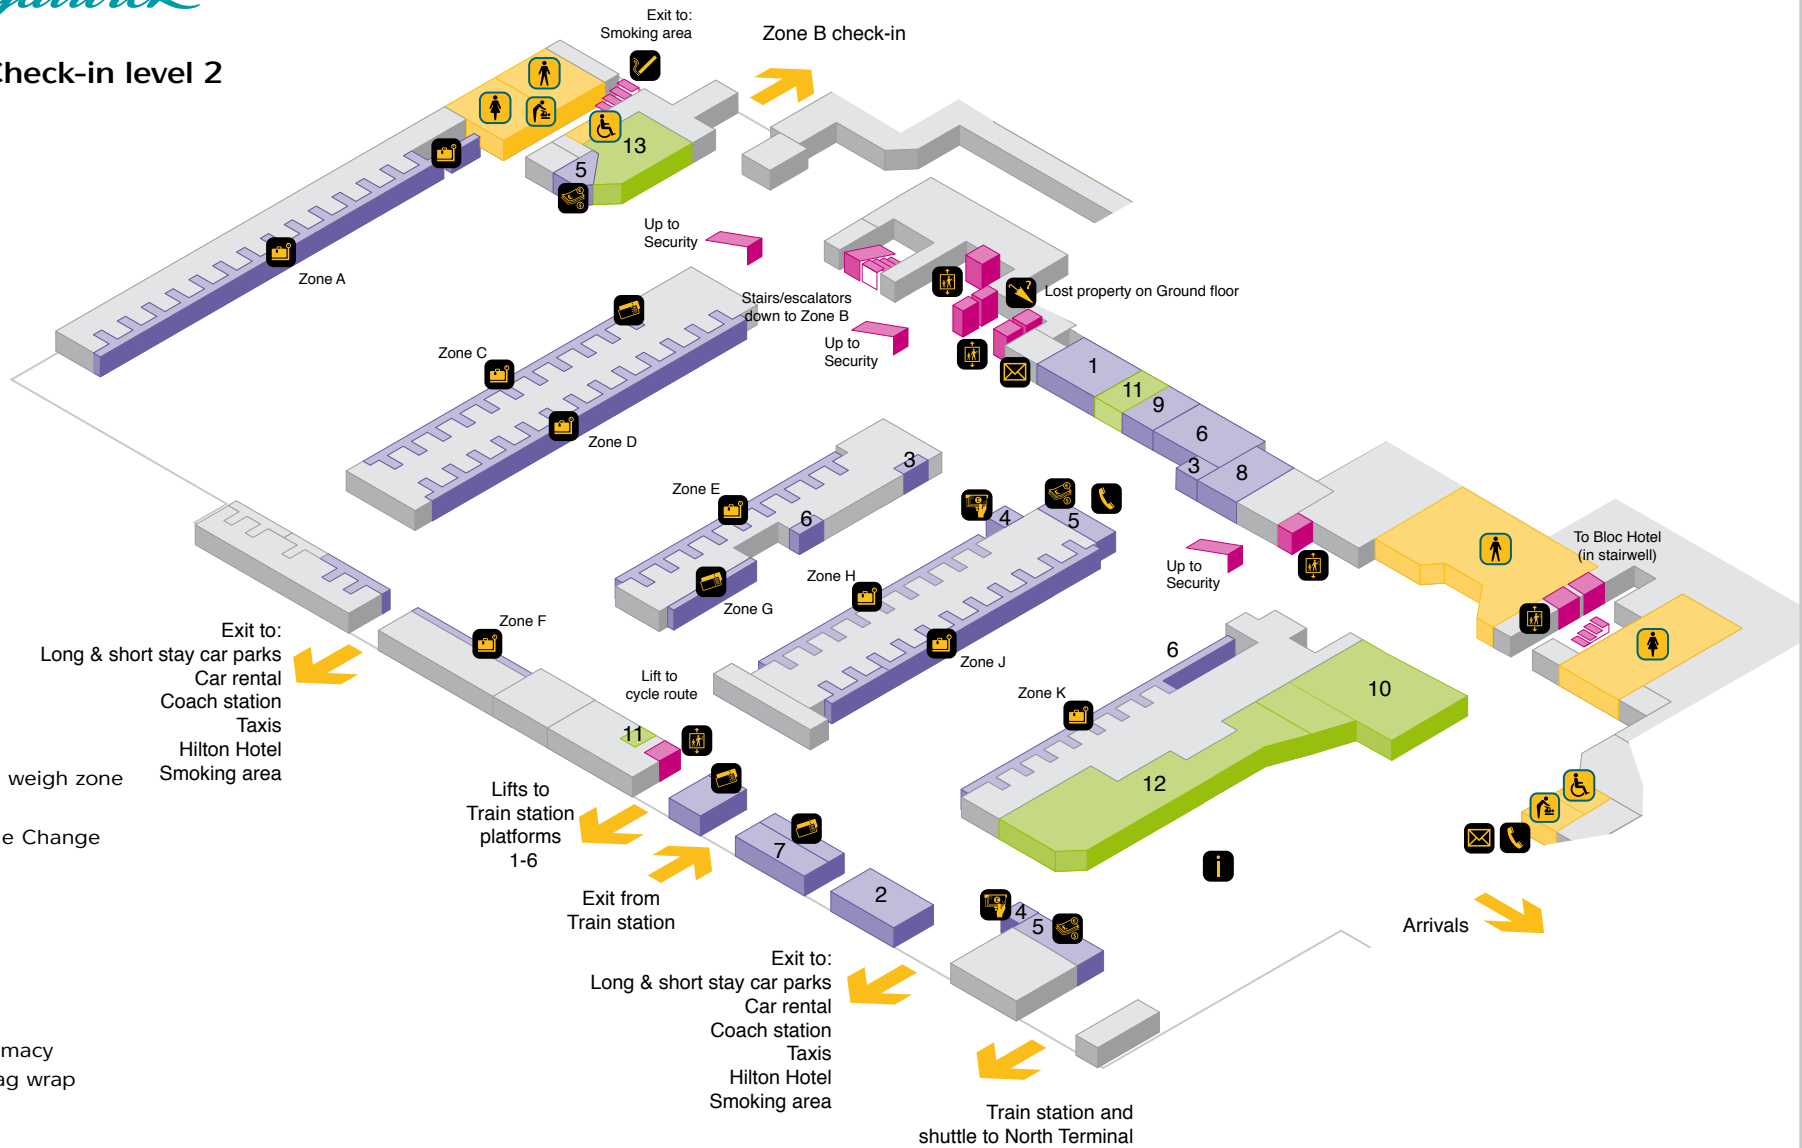 Check-in level 2
Exit to:
Smoking area
Zone B check-in
13
5
Up to
Security
Zone A
Stairs/escalators
down to Zone B
Lost property on Ground floor
Up to
Security
Zone C
Zone D
1
11
9
6
3
8
Zone E
3
6
4
5
Zone G
Zone H
Zone J
Up to
Security
To Bloc Hotel
(in stairwell)
Zone F
Exit to:
Long & short stay car parks
Car rental
Coach station
Taxis
Hilton Hotel
Smoking area
Lift to
cycle route
11
6
Zone K
10
12
weigh zone
e Change
Lifts to
Train station
platforms
1-6
7
Exit from
Train station
2
4
5
Arrivals
Exit to:
Long & short stay car parks
Car rental
Coach station
Taxis
Hilton Hotel
Smoking area
macy
ag wrap
Train station and
shuttle to North Terminal